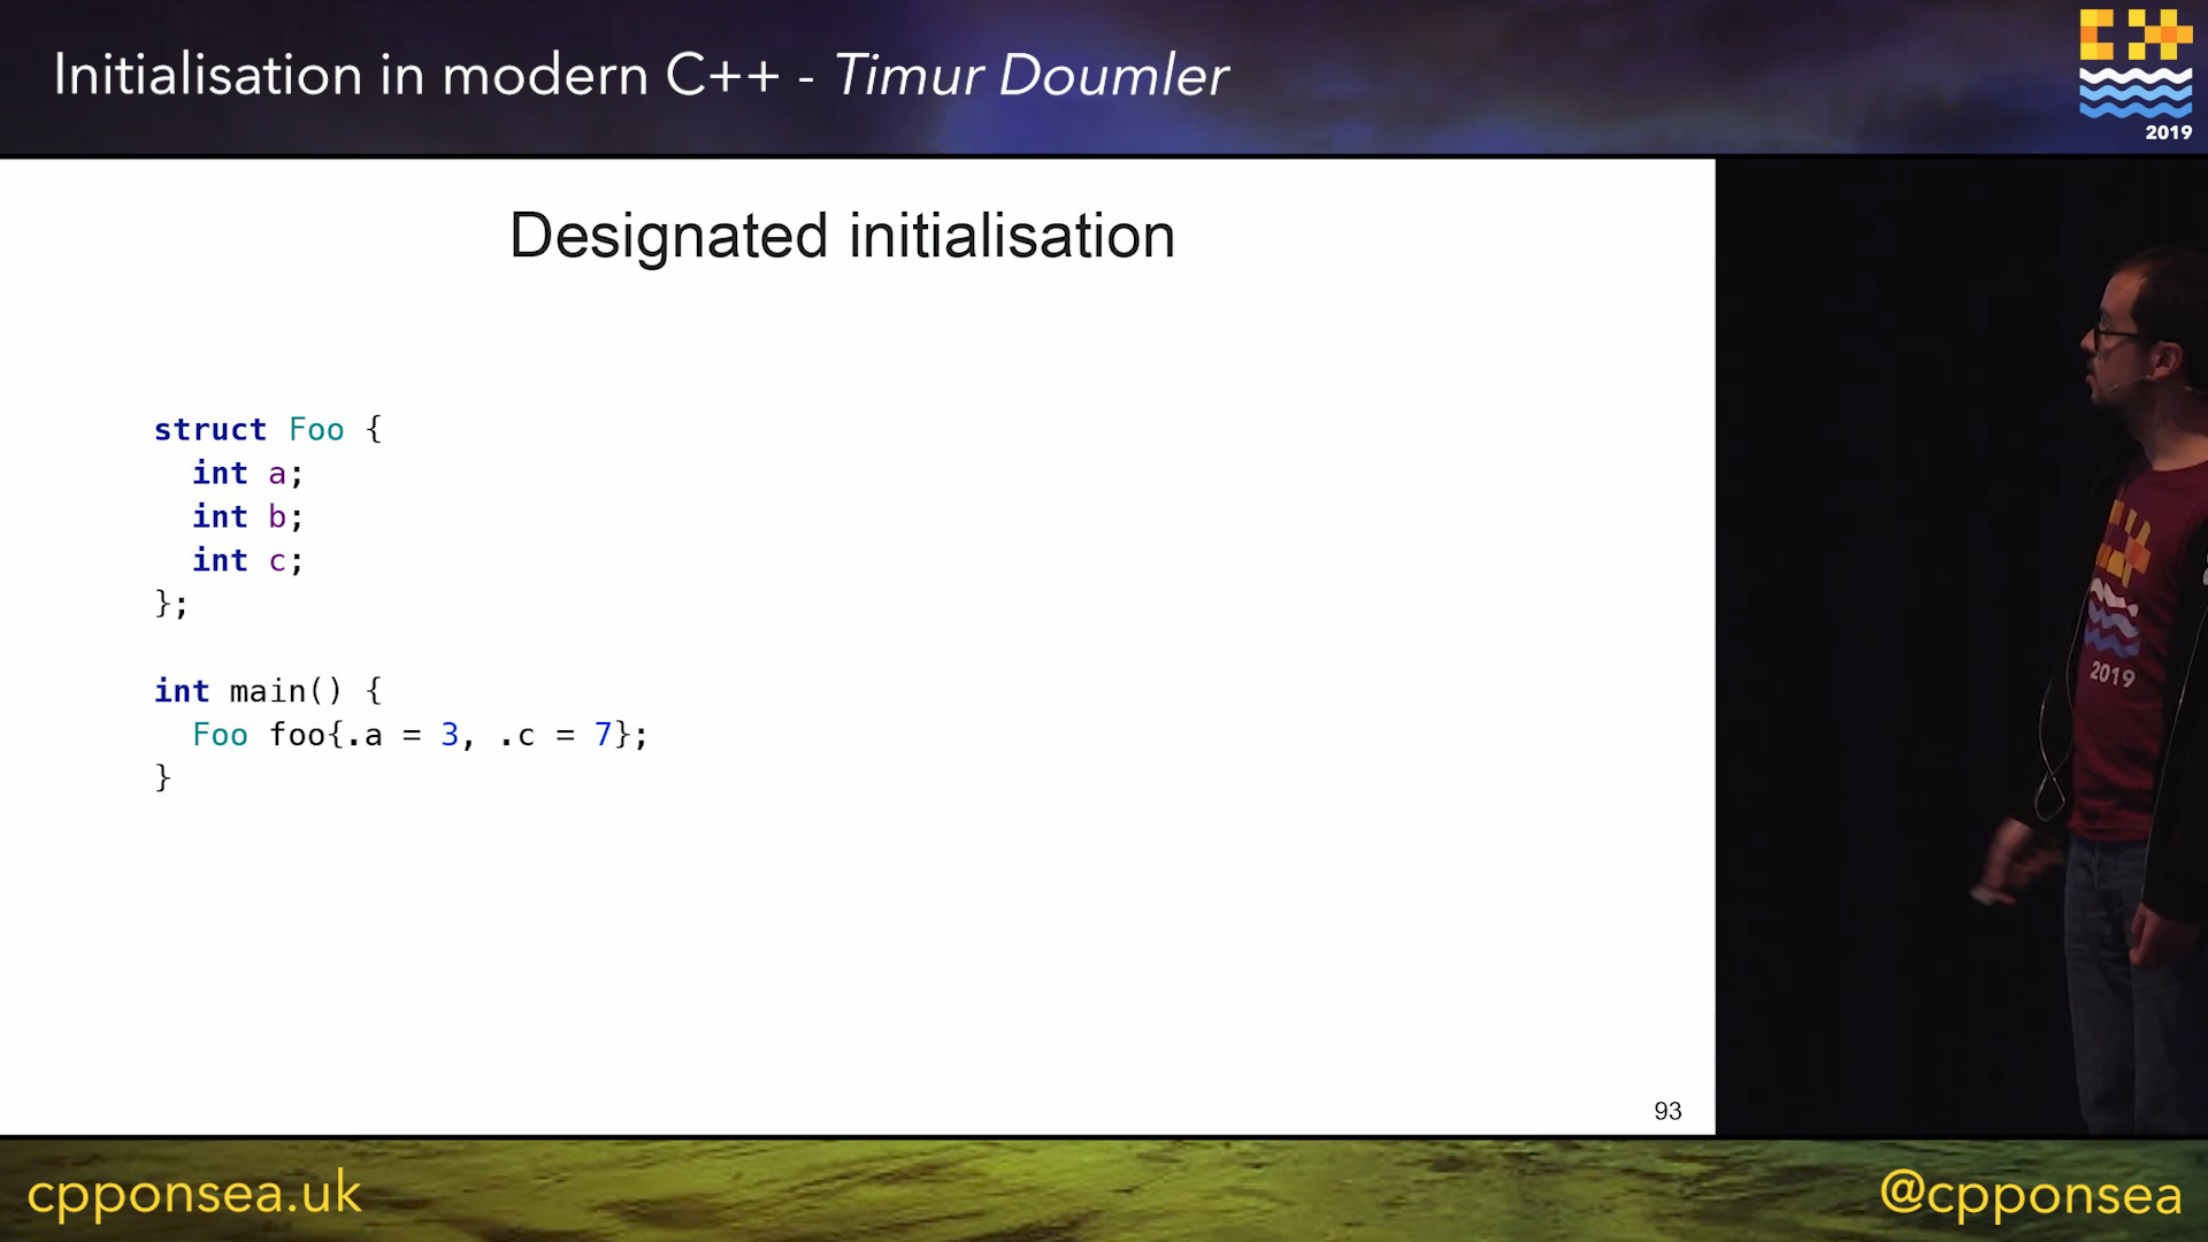 Initialisation in modern C++ - Timur Doumler
2019
Designated initialisation
struct Foo {
  int a;
  int b;
  int c;
};
int main() {
  Foo foo{.a = 3, .c = 7};
}
2019
93
cpponsea.uk
@cpponsea